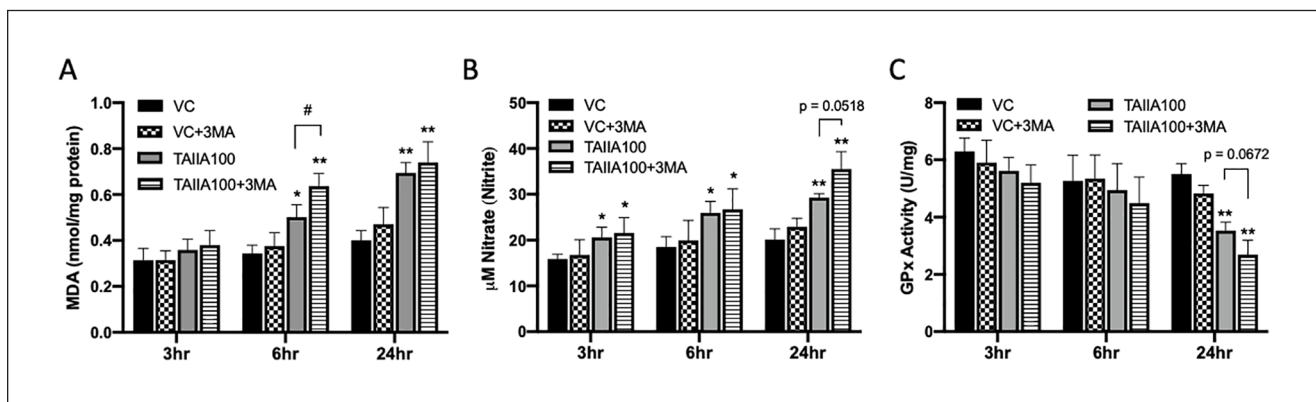 A
MDA (nmol/mg protein)
1.0
0.8
0.6
0.4
0.2
0.0
VC
VC+3MA
TAIIA100
TAIIA100+3MA
#
*
**
**
**
3hr
6hr
24hr
B
µM Nitrate (Nitrite)
50
40
30
20
10
0
VC
VC+3MA
TAIIA100
TAIIA100+3MA
p = 0.0518
*
*
*
*
**
**
3hr
6hr
24hr
C
GPx Activity (U/mg)
8
6
4
2
0
VC
VC+3MA
TAIIA100
TAIIA100+3MA
p = 0.0672
**
**
3hr
6hr
24hr